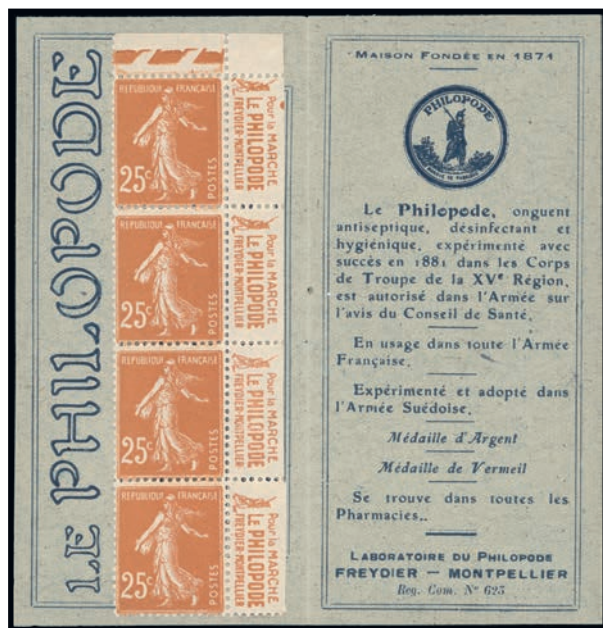 LE PHILOPODE
REPUBLIQUE FRANÇAISE
25c
POSTES
Pour la MARCHE
LE PHILOPODE
FREYDIER-MONTPELLIER
REPUBLIQUE FRANÇAISE
25c
POSTES
Pour la MARCHE
LE PHILOPODE
FREYDIER-MONTPELLIER
REPUBLIQUE FRANÇAISE
25c
POSTES
Pour la MARCHE
LE PHILOPODE
FREYDIER-MONTPELLIER
REPUBLIQUE FRANÇAISE
25c
POSTES
Pour la MARCHE
LE PHILOPODE
FREYDIER-MONTPELLIER
MAISON FONDÉE EN 1871
PHILOPODE
MARQUE DE FABRIQUE
Le Philopode, onguent
antiseptique, désinfectant et
hygiénique, expérimenté avec
succès en 1881 dans les Corps
de Troupe de la XVe Région,
est autorisé dans l'Armée sur
l'avis du Conseil de Santé.
En usage dans toute l'Armée
Française.
Expérimenté et adopté dans
l'Armée Suédoise.
Médaille d'Argent
Médaille de Vermeil
Se trouve dans toutes les
Pharmacies..
LABORATOIRE DU PHILOPODE
FREYDIER — MONTPELLIER
Reg. Com. N° 625